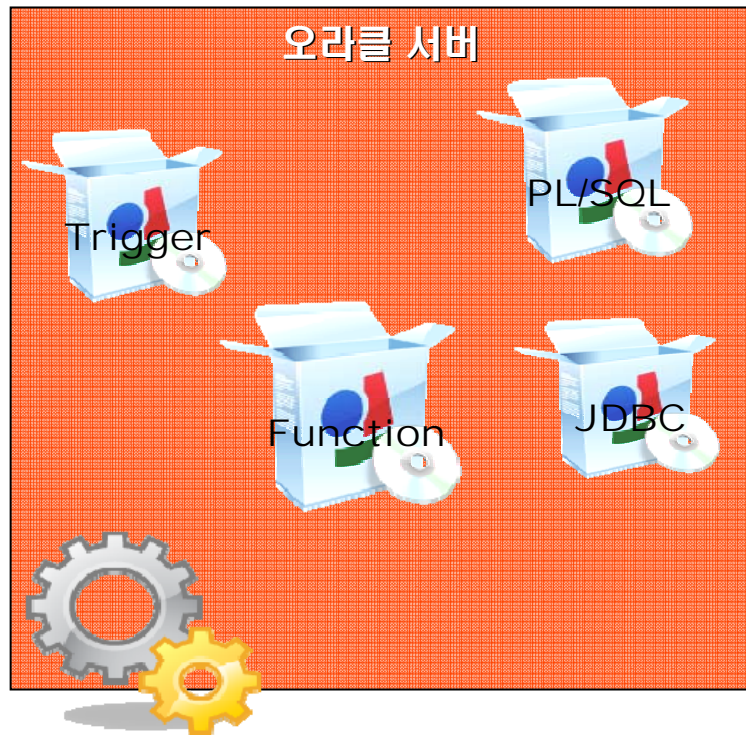 오라클 서버
PL/SQL
Trigger
Function
JDBC